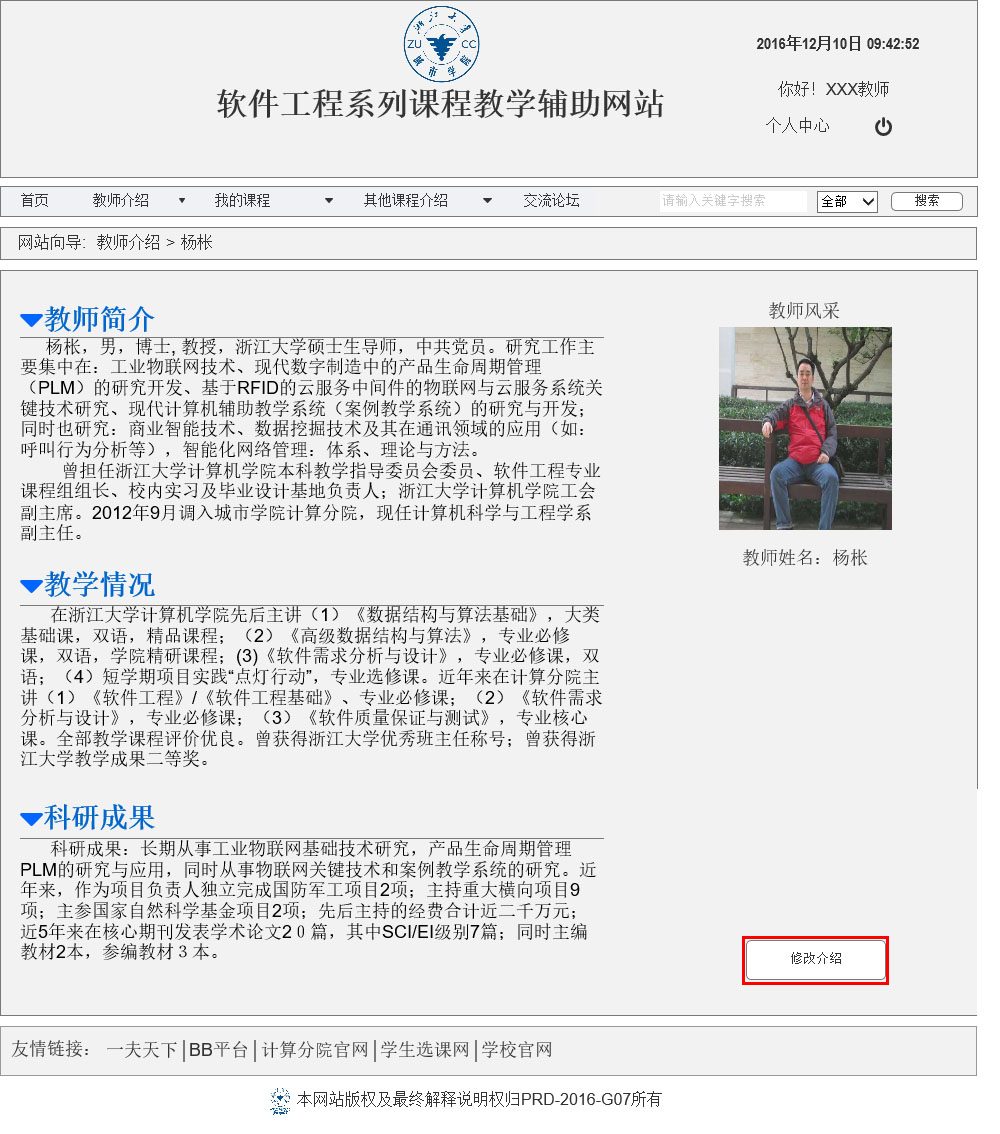 浙江大学
ZU CC
城市学院
软件工程系列课程教学辅助网站
2016年12月10日 09:42:52
你好！XXX教师
个人中心
首页 教师介绍 我的课程 其他课程介绍 交流论坛 请输入关键字搜索 全部 搜索
网站向导: 教师介绍 > 杨枨
教师简介
杨枨，男，博士, 教授，浙江大学硕士生导师，中共党员。研究工作主
要集中在：工业物联网技术、现代数字制造中的产品生命周期管理
（PLM）的研究开发、基于RFID的云服务中间件的物联网与云服务系统关
键技术研究、现代计算机辅助教学系统（案例教学系统）的研究与开发；
同时也研究：商业智能技术、数据挖掘技术及其在通讯领域的应用（如：
呼叫行为分析等），智能化网络管理：体系、理论与方法。
曾担任浙江大学计算机学院本科教学指导委员会委员、软件工程专业
课程组组长、校内实习及毕业设计基地负责人；浙江大学计算机学院工会
副主席。2012年9月调入城市学院计算分院，现任计算机科学与工程学系
副主任。
教师风采
教师姓名：杨枨
教学情况
在浙江大学计算机学院先后主讲（1）《数据结构与算法基础》，大类
基础课，双语，精品课程；（2）《高级数据结构与算法》，专业必修
课，双语，学院精研课程；(3)《软件需求分析与设计》，专业必修课，双
语；（4）短学期项目实践“点灯行动”，专业选修课。近年来在计算分院主
讲（1）《软件工程》/《软件工程基础》、专业必修课；（2）《软件需求
分析与设计》，专业必修课；（3）《软件质量保证与测试》，专业核心
课。全部教学课程评价优良。曾获得浙江大学优秀班主任称号；曾获得浙
江大学教学成果二等奖。
科研成果
科研成果：长期从事工业物联网基础技术研究，产品生命周期管理
PLM的研究与应用，同时从事物联网关键技术和案例教学系统的研究。近
年来，作为项目负责人独立完成国防军工项目2项；主持重大横向项目9
项；主参国家自然科学基金项目2项；先后主持的经费合计近二千万元；
近5年来在核心期刊发表学术论文2０篇，其中SCI/EI级别7篇；同时主编
教材2本，参编教材３本。
修改介绍
友情链接： 一夫天下|BB平台|计算分院官网|学生选课网|学校官网
本网站版权及最终解释说明权归PRD-2016-G07所有